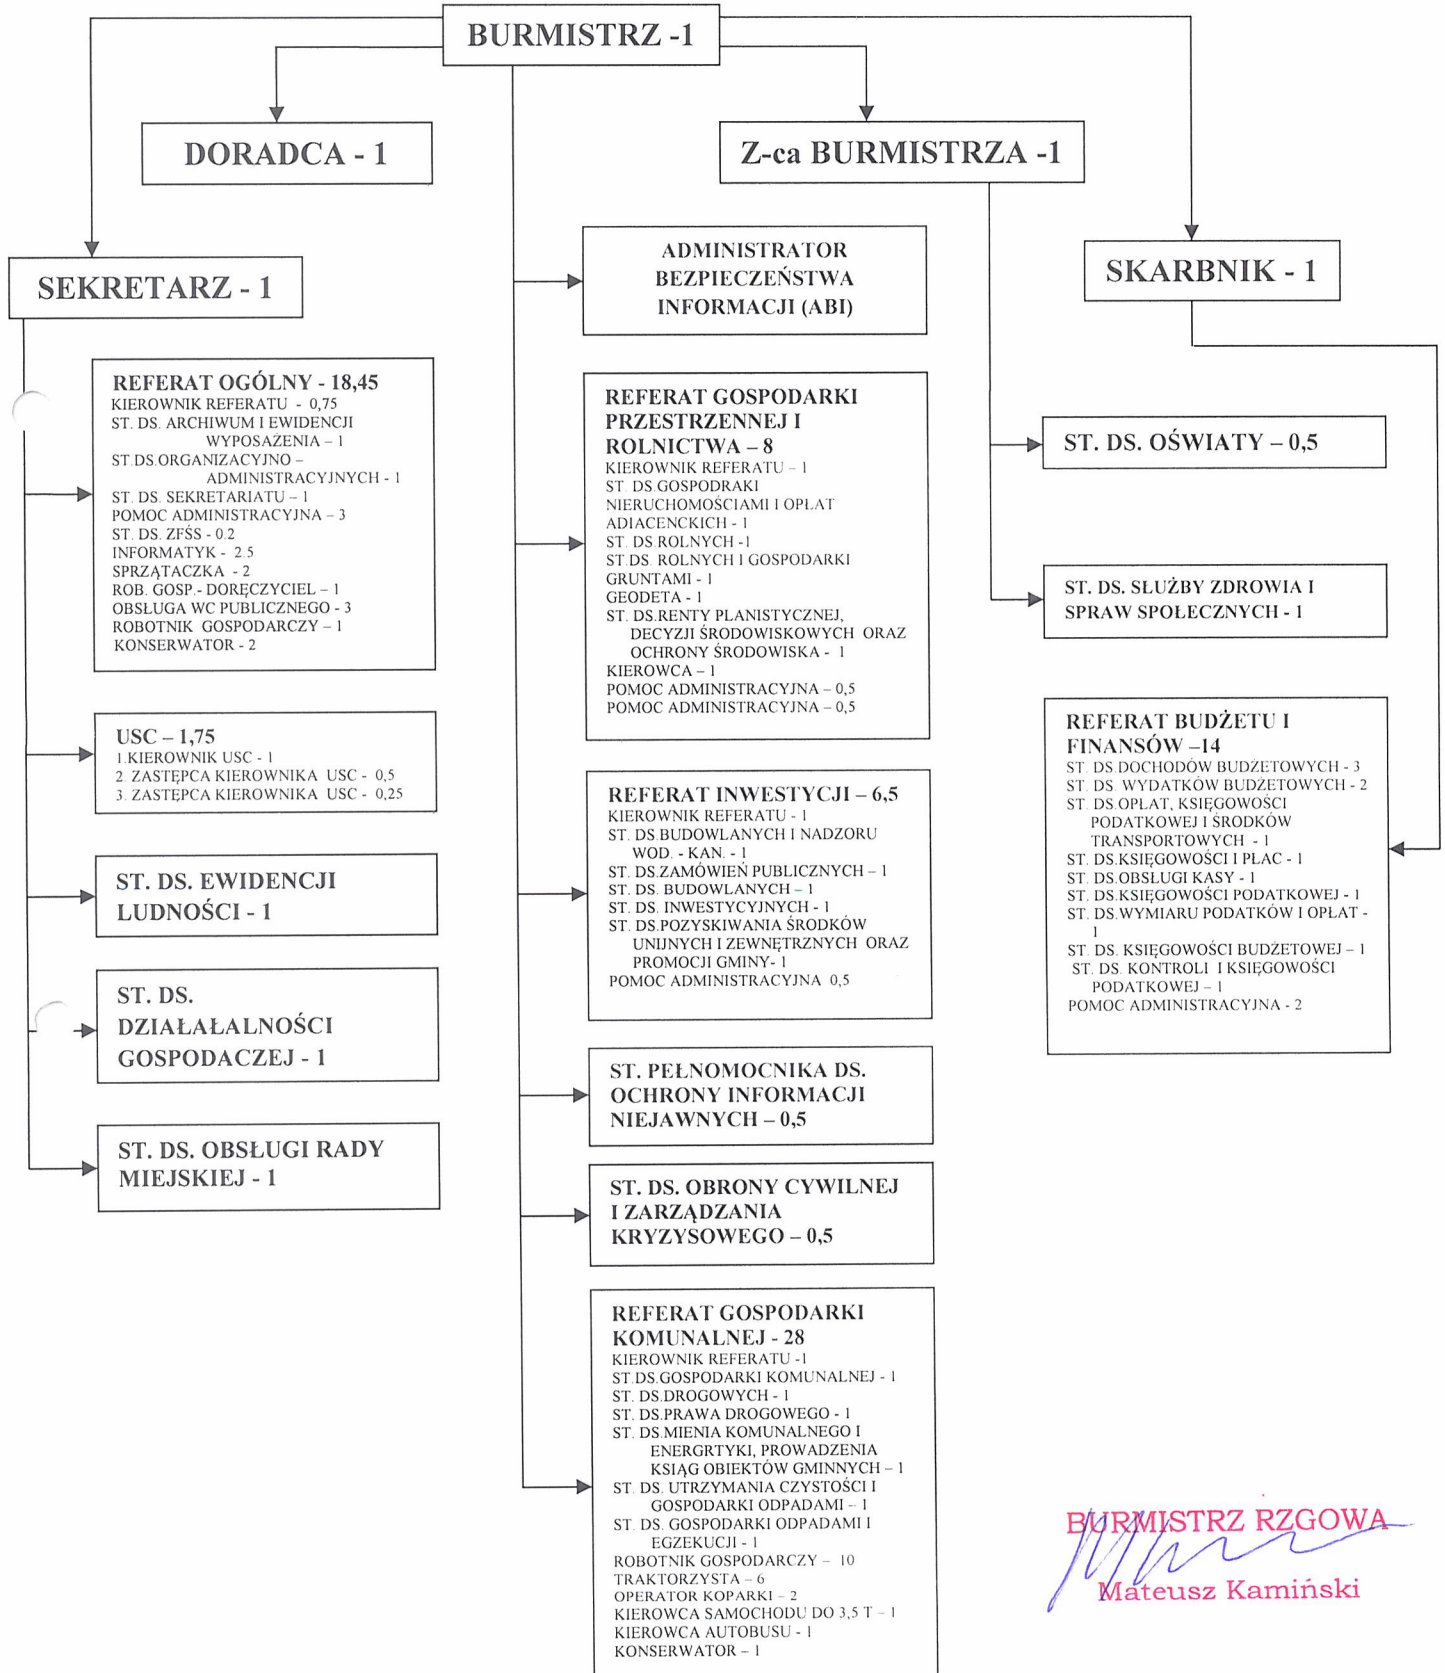 BURMISTRZ -1
DORADCA - 1
Z-ca BURMISTRZA -1
SEKRETARZ - 1
ADMINISTRATOR
BEZPIECZEŃSTWA
INFORMACJI (ABI)
SKARBNIK - 1
REFERAT OGÓLNY - 18,45
KIEROWNIK REFERATU - 0,75
ST. DS. ARCHIWUM I EWIDENCJI
WYPOSAŻENIA – 1
ST.DS.ORGANIZACYJNO –
ADMINISTRACYJNYCH - 1
ST. DS. SEKRETARIATU – 1
POMOC ADMINISTRACYJNA – 3
ST. DS. ZFŚS - 0.2
INFORMATYK - 2.5
SPRZĄTACZKA - 2
ROB. GOSP.- DORĘCZYCIEL – 1
OBSŁUGA WC PUBLICZNEGO - 3
ROBOTNIK GOSPODARCZY – 1
KONSERWATOR - 2
USC – 1,75
1.KIEROWNIK USC - 1
2. ZASTĘPCA KIEROWNIKA USC - 0,5
3. ZASTĘPCA KIEROWNIKA USC - 0,25
ST. DS. EWIDENCJI
LUDNOŚCI - 1
ST. DS.
DZIAŁAŁALNOŚCI
GOSPODACZEJ - 1
ST. DS. OBSŁUGI RADY
MIEJSKIEJ - 1
REFERAT GOSPODARKI
PRZESTRZENNEJ I
ROLNICTWA – 8
KIEROWNIK REFERATU – 1
ST. DS.GOSPODRAKI
NIERUCHOMOŚCIAMI I OPŁAT
ADIACENCKICH - 1
ST. DS.ROLNYCH -1
ST.DS. ROLNYCH I GOSPODARKI
GRUNTAMI - 1
GEODETA - 1
ST. DS.RENTY PLANISTYCZNEJ,
DECYZJI ŚRODOWISKOWYCH ORAZ
OCHRONY ŚRODOWISKA - 1
KIEROWCA – 1
POMOC ADMINISTRACYJNA – 0,5
POMOC ADMINISTRACYJNA – 0,5
REFERAT INWESTYCJI – 6,5
KIEROWNIK REFERATU - 1
ST. DS.BUDOWLANYCH I NADZORU
WOD. - KAN. - 1
ST. DS.ZAMÓWIEŃ PUBLICZNYCH – 1
ST. DS. BUDOWLANYCH – 1
ST. DS. INWESTYCYJNYCH - 1
ST. DS.POZYSKIWANIA ŚRODKÓW
UNIJNYCH I ZEWNĘTRZNYCH ORAZ
PROMOCJI GMINY- 1
POMOC ADMINISTRACYJNA 0,5
ST. PEŁNOMOCNIKA DS.
OCHRONY INFORMACJI
NIEJAWNYCH – 0,5
ST. DS. OBRONY CYWILNEJ
I ZARZĄDZANIA
KRYZYSOWEGO – 0,5
REFERAT GOSPODARKI
KOMUNALNEJ - 28
KIEROWNIK REFERATU -1
ST.DS.GOSPODARKI KOMUNALNEJ - 1
ST. DS.DROGOWYCH - 1
ST. DS.PRAWA DROGOWEGO - 1
ST. DS.MIENIA KOMUNALNEGO I
ENERGRTYKI, PROWADZENIA
KSIĄG OBIEKTÓW GMINNYCH – 1
ST. DS. UTRZYMANIA CZYSTOŚCI I
GOSPODARKI ODPADAMI – 1
ST. DS. GOSPODARKI ODPADAMI I
EGZEKUCJI - 1
ROBOTNIK GOSPODARCZY – 10
TRAKTORZYSTA – 6
OPERATOR KOPARKI – 2
KIEROWCA SAMOCHODU DO 3,5 T – 1
KIEROWCA AUTOBUSU - 1
KONSERWATOR – 1
ST. DS. OŚWIATY – 0,5
ST. DS. SŁUŻBY ZDROWIA I
SPRAW SPOŁECZNYCH - 1
REFERAT BUDŻETU I
FINANSÓW –14
ST. DS.DOCHODÓW BUDŻETOWYCH - 3
ST. DS. WYDATKÓW BUDŻETOWYCH - 2
ST. DS.OPŁAT, KSIĘGOWOŚCI
PODATKOWEJ I ŚRODKÓW
TRANSPORTOWYCH - 1
ST. DS.KSIĘGOWOŚCI I PŁAC - 1
ST. DS.OBSŁUGI KASY - 1
ST. DS.KSIĘGOWOŚCI PODATKOWEJ - 1
ST. DS.WYMIARU PODATKÓW I OPŁAT -
1
ST. DS. KSIĘGOWOŚCI BUDŻETOWEJ – 1
ST. DS. KONTROLI I KSIĘGOWOŚCI
PODATKOWEJ – 1
POMOC ADMINISTRACYJNA - 2
BURMISTRZ RZGOWA
Mateusz Kamiński